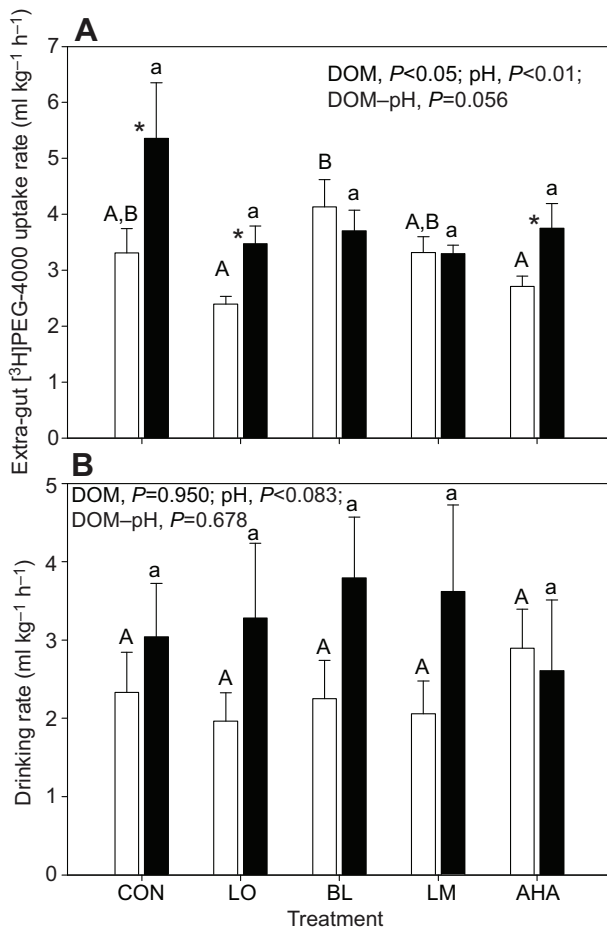 A
Extra-gut [³H]PEG-4000 uptake rate (ml kg⁻¹ h⁻¹)
7
6
5
4
3
2
1
0
DOM, P<0.05; pH, P<0.01;
DOM–pH, P=0.056
A,B
*
a
A
*
a
B
a
A,B
a
A
*
a
B
Drinking rate (ml kg⁻¹ h⁻¹)
5
4
3
2
1
0
DOM, P=0.950; pH, P<0.083;
DOM–pH, P=0.678
A
a
A
a
A
a
A
a
A
a
CON LO BL LM AHA
Treatment